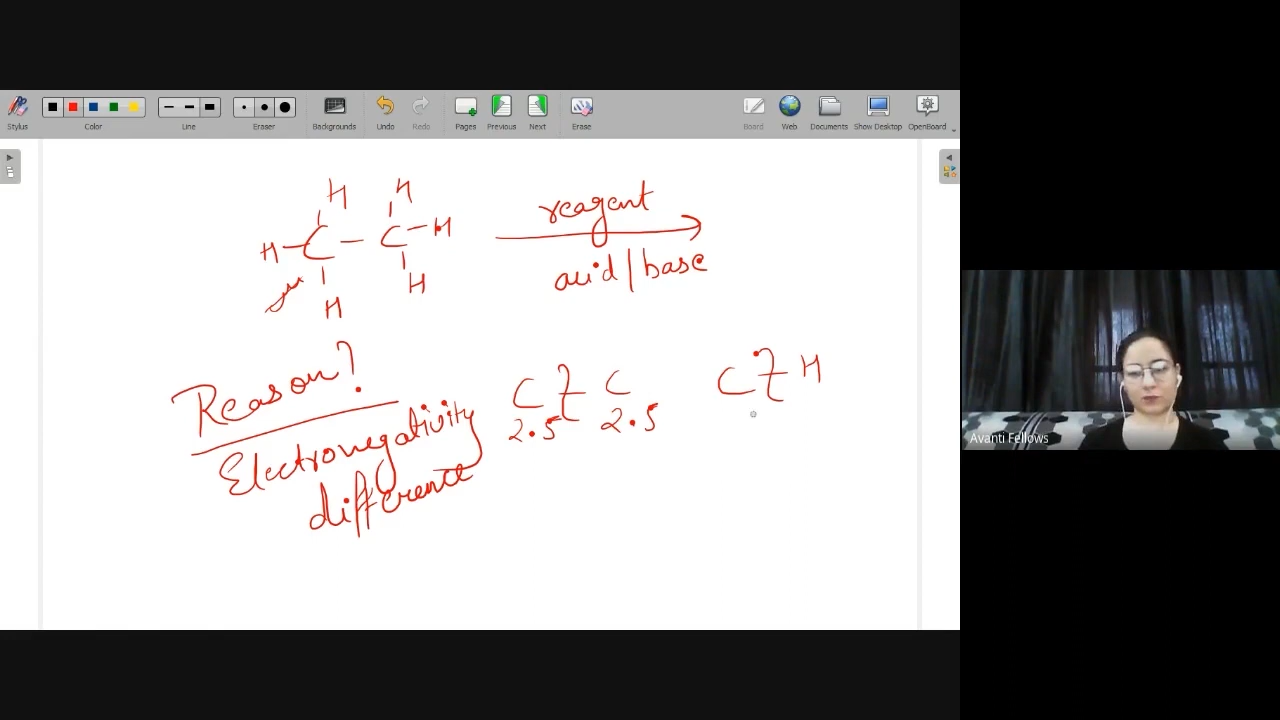 Stylus
Color
Line
Eraser
Backgrounds
Undo
Redo
Pages
Previous
Next
Erase
Board
Web
Documents
Show Desktop
OpenBoard
H H
H C - C - H
H H
reagent
acid / base
Reason?
Electronegativity
difference
C C
2.5 2.5
C H
Avanti Fellows